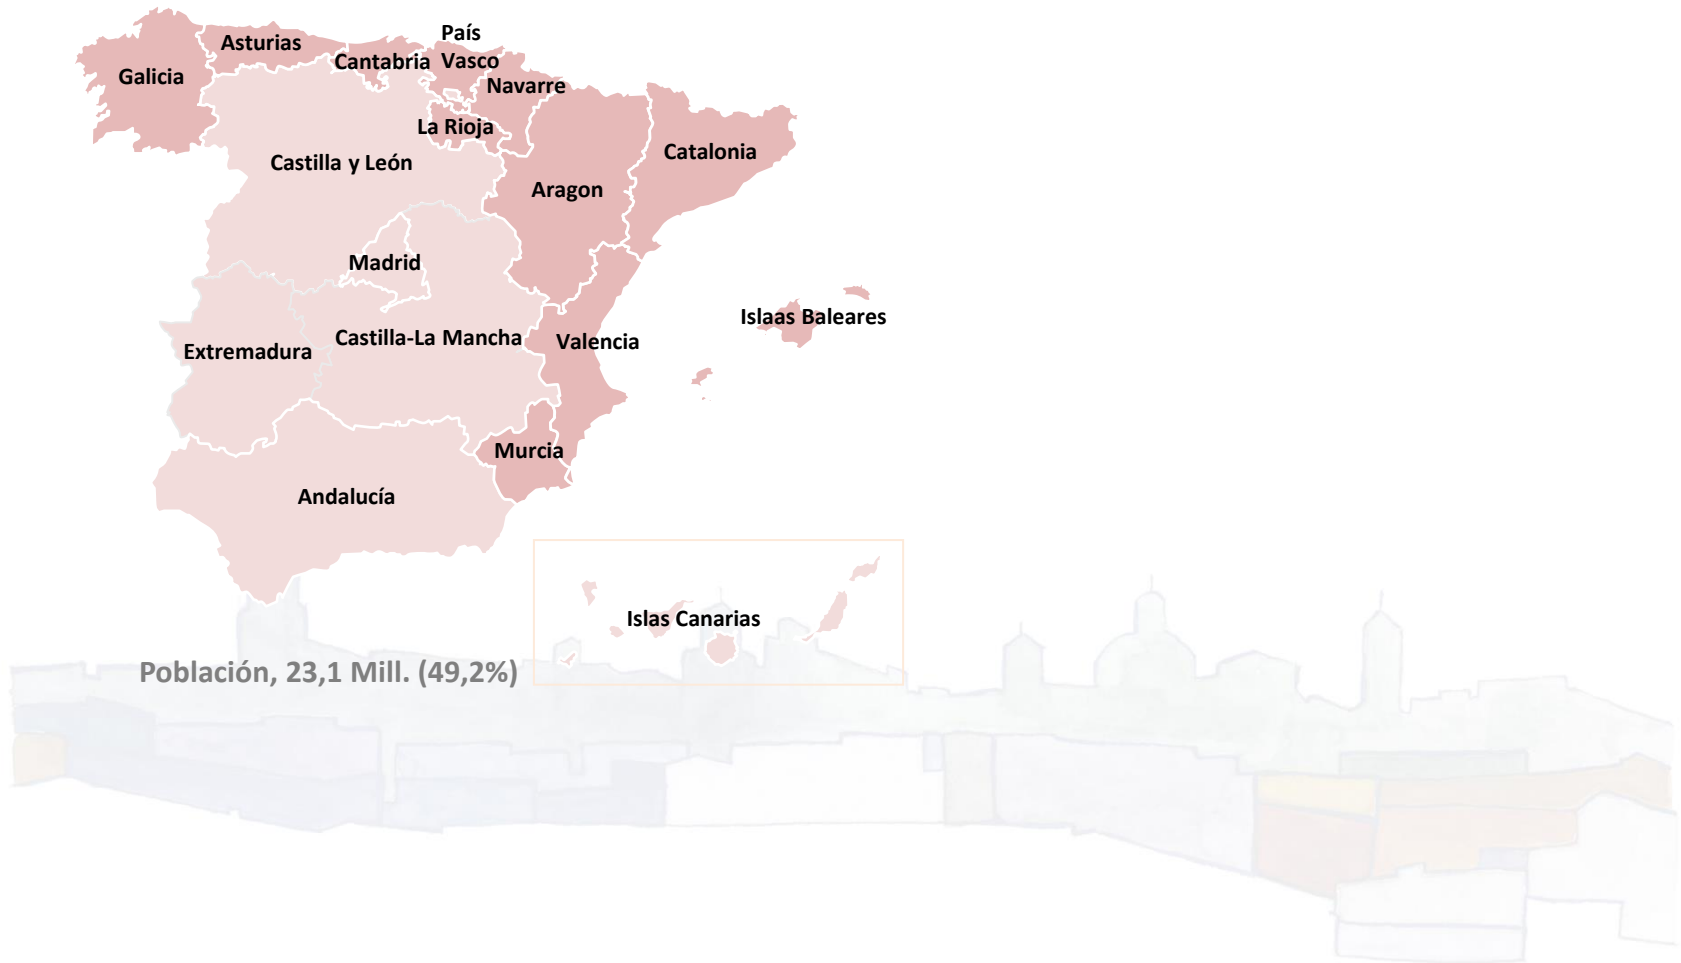 País
Asturias
Cantabria
Vasco
Galicia
Navarre
La Rioja
Castilla y León
Catalonia
Aragon
Madrid
Islaas Baleares
Castilla-La Mancha
Valencia
Extremadura
Murcia
Andalucía
Islas Canarias
Población, 23,1 Mill. (49,2%)